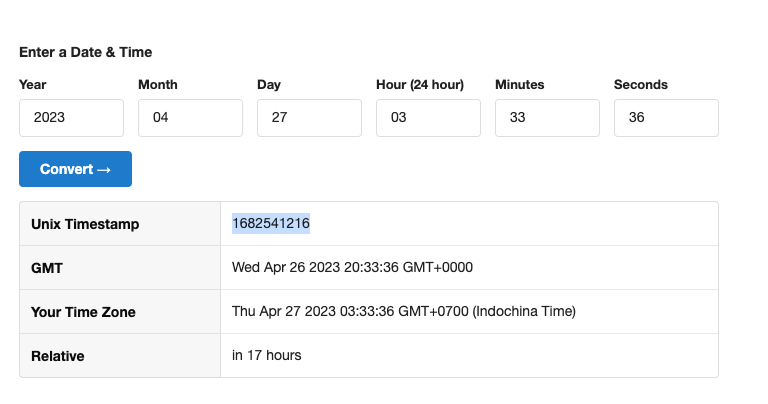 Enter a Date & Time
Year Month Day Hour (24 hour) Minutes Seconds
2023 04 27 03 33 36
Convert →
Unix Timestamp 1682541216
GMT Wed Apr 26 2023 20:33:36 GMT+0000
Your Time Zone Thu Apr 27 2023 03:33:36 GMT+0700 (Indochina Time)
Relative in 17 hours